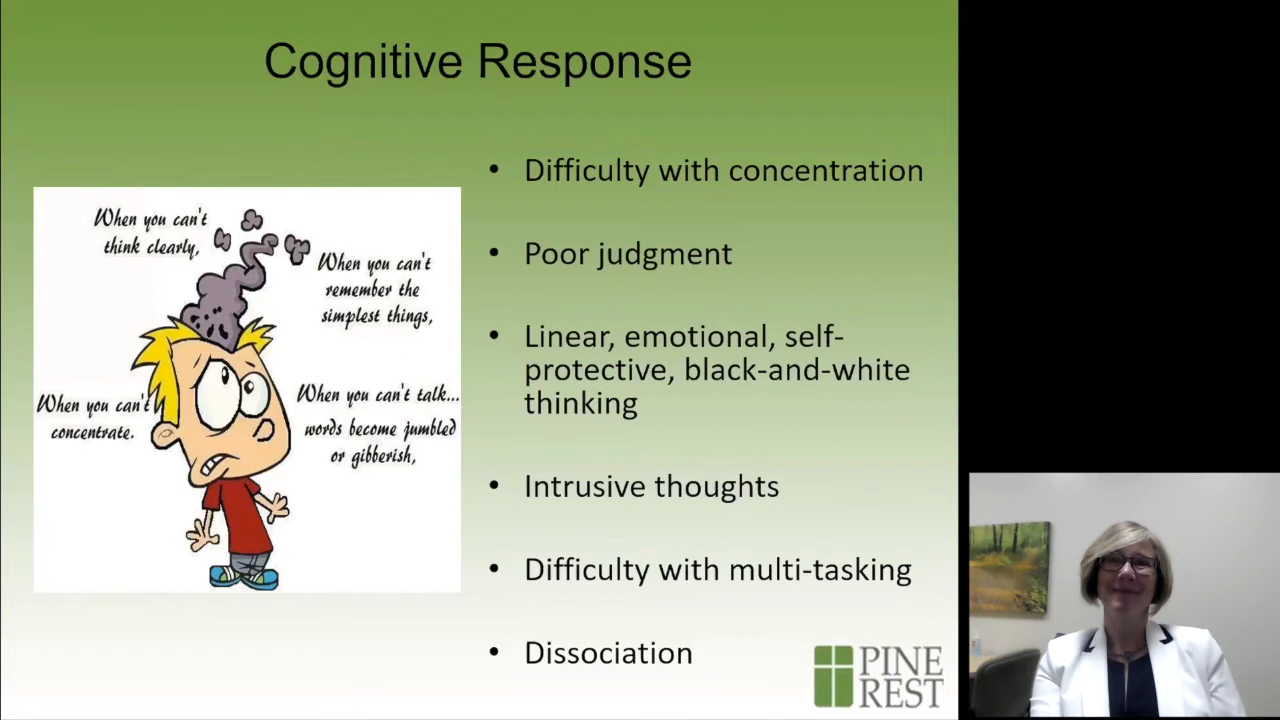 Cognitive Response
When you can't
think clearly,
When you can't
remember the
simplest things,
When you can't
concentrate.
When you can't talk...
words become jumbled
or gibberish,
• Difficulty with concentration
• Poor judgment
• Linear, emotional, self-
protective, black-and-white
thinking
• Intrusive thoughts
• Difficulty with multi-tasking
• Dissociation
PINE
REST